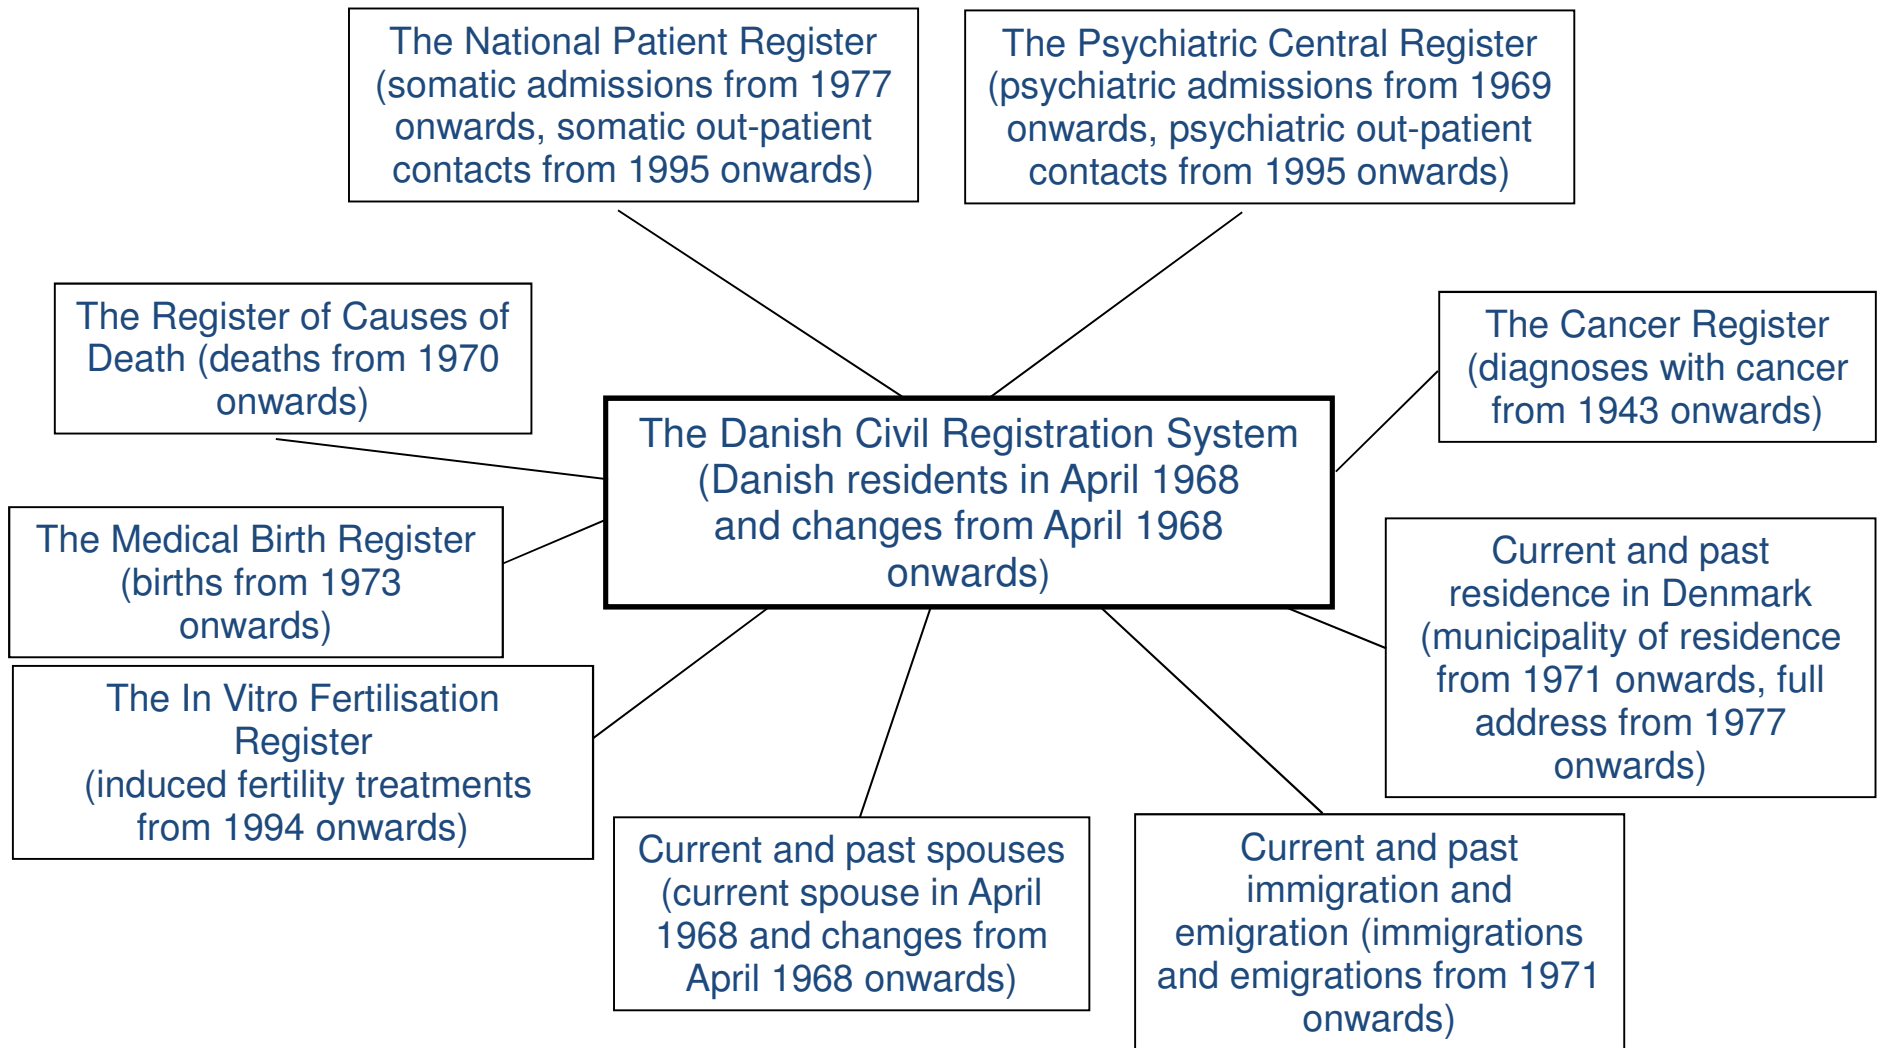 The National Patient Register
(somatic admissions from 1977
onwards, somatic out-patient
contacts from 1995 onwards)
The Psychiatric Central Register
(psychiatric admissions from 1969
onwards, psychiatric out-patient
contacts from 1995 onwards)
The Register of Causes of
Death (deaths from 1970
onwards)
The Cancer Register
(diagnoses with cancer
from 1943 onwards)
The Danish Civil Registration System
(Danish residents in April 1968
and changes from April 1968
onwards)
The Medical Birth Register
(births from 1973
onwards)
Current and past
residence in Denmark
(municipality of residence
from 1971 onwards, full
address from 1977
onwards)
The In Vitro Fertilisation
Register
(induced fertility treatments
from 1994 onwards)
Current and past spouses
(current spouse in April
1968 and changes from
April 1968 onwards)
Current and past
immigration and
emigration (immigrations
and emigrations from 1971
onwards)